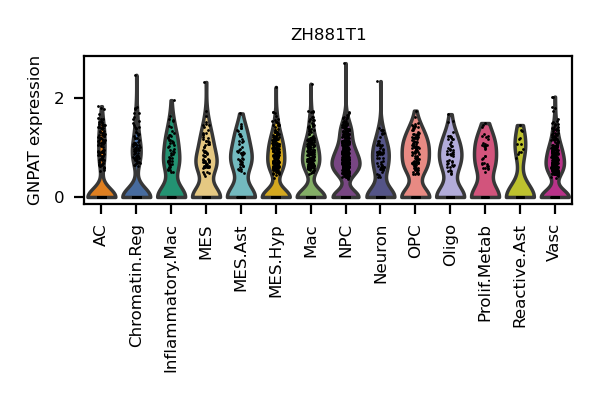 ZH881T1
GNPAT expression
2
0
AC
Chromatin.Reg
Inflammatory.Mac
MES
MES.Ast
MES.Hyp
Mac
NPC
Neuron
OPC
Oligo
Prolif.Metab
Reactive.Ast
Vasc